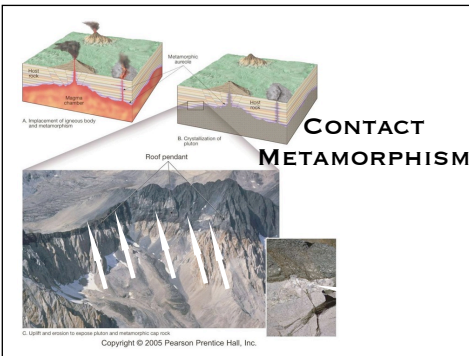 Metamorphic
aureole
Host
rock
Magma
chamber
A. Implacement of igneous body
and metamorphism
Host
rock
B. Crystallization of
pluton
CONTACT
METAMORPHISM
Roof pendant
C. Uplift and erosion to expose pluton and metamorphic cap rock
Copyright © 2005 Pearson Prentice Hall, Inc.